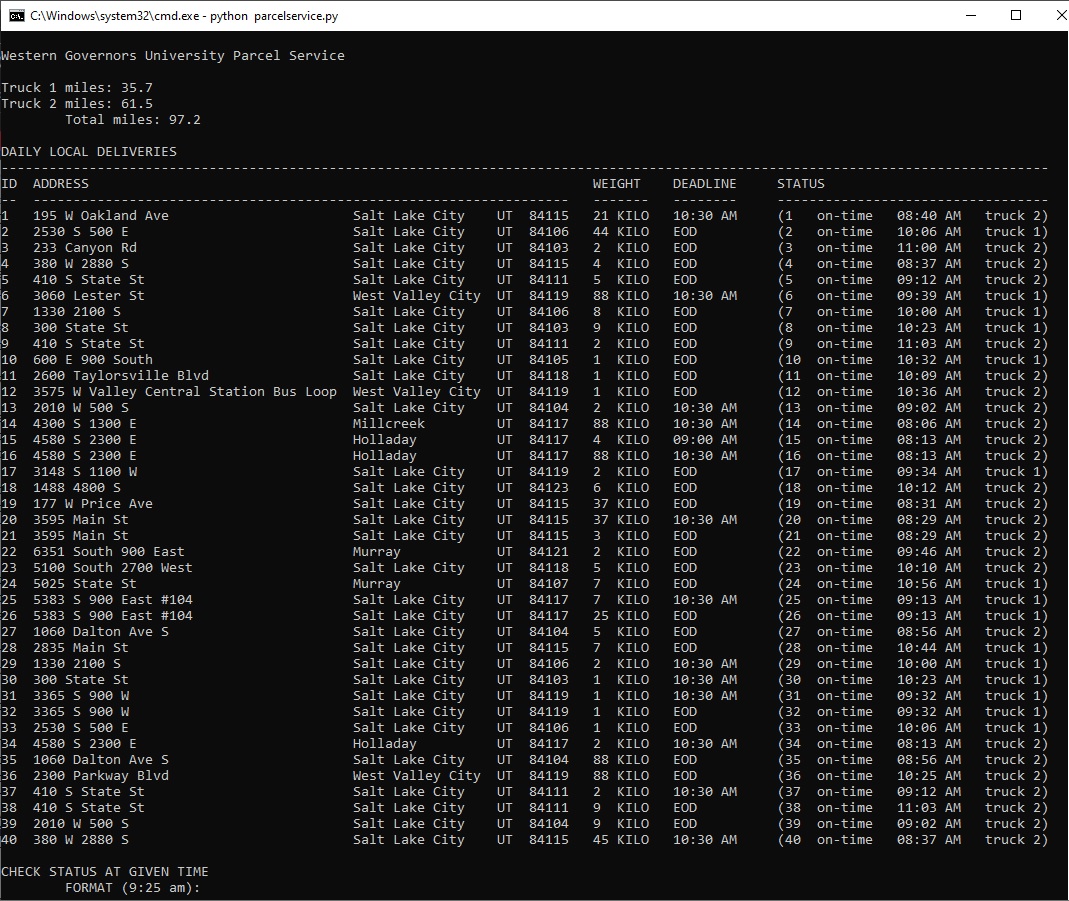 C:\Windows\system32\cmd.exe - python  parcelservice.py
Western Governors University Parcel Service
Truck 1 miles: 35.7
Truck 2 miles: 61.5
        Total miles: 97.2
DAILY LOCAL DELIVERIES
-----------------------------------------------------------------------------------------------------------------------------------
ID  ADDRESS                                                               WEIGHT    DEADLINE     STATUS
--  -------------------------------------------------------------------   -------   --------     ----------------------------------
1   195 W Oakland Ave                       Salt Lake City    UT  84115   21 KILO   10:30 AM     (1   on-time   08:40 AM   truck 2)
2   2530 S 500 E                            Salt Lake City    UT  84106   44 KILO   EOD          (2   on-time   10:06 AM   truck 1)
3   233 Canyon Rd                           Salt Lake City    UT  84103   2  KILO   EOD          (3   on-time   11:00 AM   truck 2)
4   380 W 2880 S                            Salt Lake City    UT  84115   4  KILO   EOD          (4   on-time   08:37 AM   truck 2)
5   410 S State St                          Salt Lake City    UT  84111   5  KILO   EOD          (5   on-time   09:12 AM   truck 2)
6   3060 Lester St                          West Valley City  UT  84119   88 KILO   10:30 AM     (6   on-time   09:39 AM   truck 1)
7   1330 2100 S                             Salt Lake City    UT  84106   8  KILO   EOD          (7   on-time   10:00 AM   truck 1)
8   300 State St                            Salt Lake City    UT  84103   9  KILO   EOD          (8   on-time   10:23 AM   truck 1)
9   410 S State St                          Salt Lake City    UT  84111   2  KILO   EOD          (9   on-time   11:03 AM   truck 2)
10  600 E 900 South                         Salt Lake City    UT  84105   1  KILO   EOD          (10  on-time   10:32 AM   truck 1)
11  2600 Taylorsville Blvd                  Salt Lake City    UT  84118   1  KILO   EOD          (11  on-time   10:09 AM   truck 2)
12  3575 W Valley Central Station Bus Loop  West Valley City  UT  84119   1  KILO   EOD          (12  on-time   10:36 AM   truck 2)
13  2010 W 500 S                            Salt Lake City    UT  84104   2  KILO   10:30 AM     (13  on-time   09:02 AM   truck 2)
14  4300 S 1300 E                           Millcreek         UT  84117   88 KILO   10:30 AM     (14  on-time   08:06 AM   truck 2)
15  4580 S 2300 E                           Holladay          UT  84117   4  KILO   09:00 AM     (15  on-time   08:13 AM   truck 2)
16  4580 S 2300 E                           Holladay          UT  84117   88 KILO   10:30 AM     (16  on-time   08:13 AM   truck 2)
17  3148 S 1100 W                           Salt Lake City    UT  84119   2  KILO   EOD          (17  on-time   09:34 AM   truck 1)
18  1488 4800 S                             Salt Lake City    UT  84123   6  KILO   EOD          (18  on-time   10:12 AM   truck 2)
19  177 W Price Ave                         Salt Lake City    UT  84115   37 KILO   EOD          (19  on-time   08:31 AM   truck 2)
20  3595 Main St                            Salt Lake City    UT  84115   37 KILO   10:30 AM     (20  on-time   08:29 AM   truck 2)
21  3595 Main St                            Salt Lake City    UT  84115   3  KILO   EOD          (21  on-time   08:29 AM   truck 2)
22  6351 South 900 East                     Murray            UT  84121   2  KILO   EOD          (22  on-time   09:46 AM   truck 2)
23  5100 South 2700 West                    Salt Lake City    UT  84118   5  KILO   EOD          (23  on-time   10:10 AM   truck 2)
24  5025 State St                           Murray            UT  84107   7  KILO   EOD          (24  on-time   10:56 AM   truck 1)
25  5383 S 900 East #104                    Salt Lake City    UT  84117   7  KILO   10:30 AM     (25  on-time   09:13 AM   truck 1)
26  5383 S 900 East #104                    Salt Lake City    UT  84117   25 KILO   EOD          (26  on-time   09:13 AM   truck 1)
27  1060 Dalton Ave S                       Salt Lake City    UT  84104   5  KILO   EOD          (27  on-time   08:56 AM   truck 2)
28  2835 Main St                            Salt Lake City    UT  84115   7  KILO   EOD          (28  on-time   10:44 AM   truck 1)
29  1330 2100 S                             Salt Lake City    UT  84106   2  KILO   10:30 AM     (29  on-time   10:00 AM   truck 1)
30  300 State St                            Salt Lake City    UT  84103   1  KILO   10:30 AM     (30  on-time   10:23 AM   truck 1)
31  3365 S 900 W                            Salt Lake City    UT  84119   1  KILO   10:30 AM     (31  on-time   09:32 AM   truck 1)
32  3365 S 900 W                            Salt Lake City    UT  84119   1  KILO   EOD          (32  on-time   09:32 AM   truck 1)
33  2530 S 500 E                            Salt Lake City    UT  84106   1  KILO   EOD          (33  on-time   10:06 AM   truck 1)
34  4580 S 2300 E                           Holladay          UT  84117   2  KILO   10:30 AM     (34  on-time   08:13 AM   truck 2)
35  1060 Dalton Ave S                       Salt Lake City    UT  84104   88 KILO   EOD          (35  on-time   08:56 AM   truck 2)
36  2300 Parkway Blvd                       West Valley City  UT  84119   88 KILO   EOD          (36  on-time   10:25 AM   truck 2)
37  410 S State St                          Salt Lake City    UT  84111   2  KILO   10:30 AM     (37  on-time   09:12 AM   truck 2)
38  410 S State St                          Salt Lake City    UT  84111   9  KILO   EOD          (38  on-time   11:03 AM   truck 2)
39  2010 W 500 S                            Salt Lake City    UT  84104   9  KILO   EOD          (39  on-time   09:02 AM   truck 2)
40  380 W 2880 S                            Salt Lake City    UT  84115   45 KILO   10:30 AM     (40  on-time   08:37 AM   truck 2)
CHECK STATUS AT GIVEN TIME
        FORMAT (9:25 am):